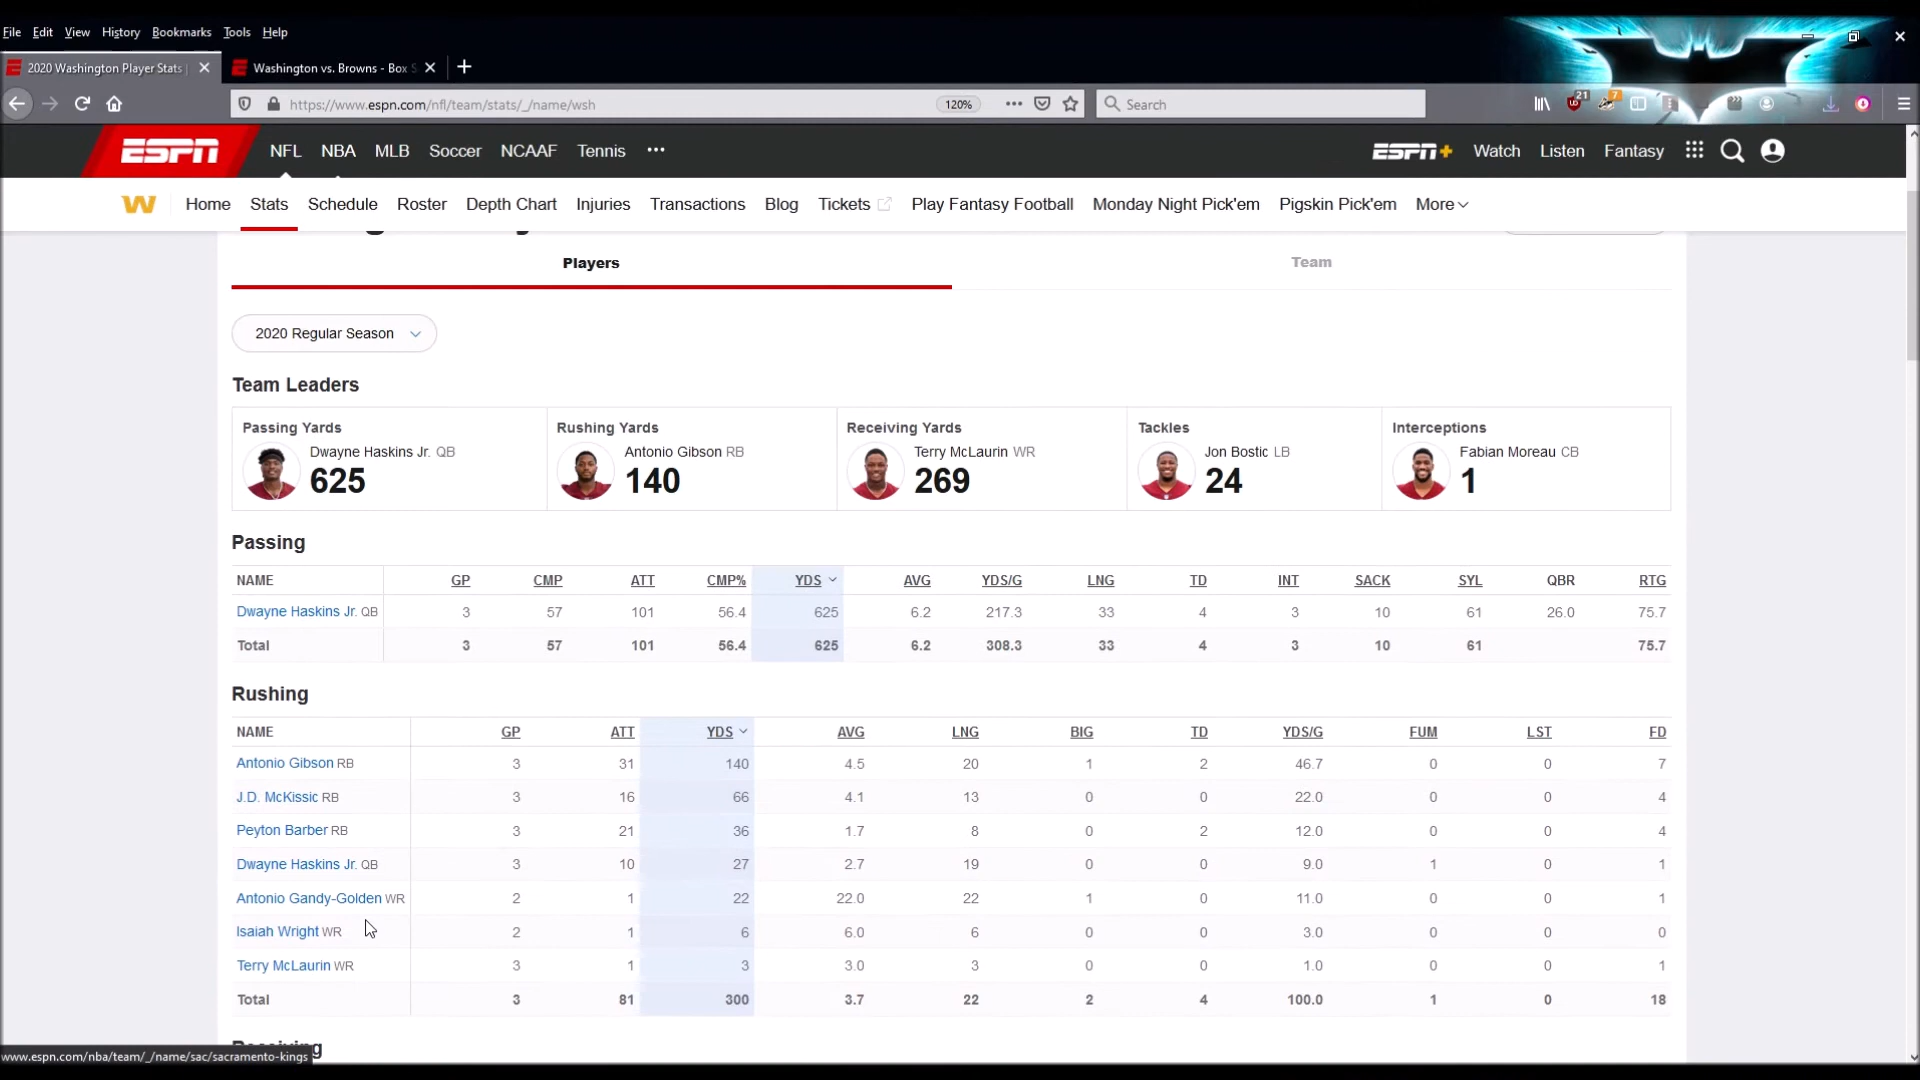 File Edit View History Bookmarks Tools Help
2020 Washington Player Stats Washington vs. Browns - Box
https://www.espn.com/nfl/team/stats/_/name/wsh 120% Search 21 7
ESPN NFL NBA MLB Soccer NCAAF Tennis ESPN+ Watch Listen Fantasy
W Home Stats Schedule Roster Depth Chart Injuries Transactions Blog Tickets Play Fantasy Football Monday Night Pick'em Pigskin Pick'em More
Players Team
2020 Regular Season
Team Leaders
Passing Yards Rushing Yards Receiving Yards Tackles Interceptions
Dwayne Haskins Jr. QB Antonio Gibson RB Terry McLaurin WR Jon Bostic LB Fabian Moreau CB
625 140 269 24 1
Passing
NAME GP CMP ATT CMP% YDS AVG YDS/G LNG TD INT SACK SYL QBR RTG
Dwayne Haskins Jr. QB 3 57 101 56.4 625 6.2 217.3 33 4 3 10 61 26.0 75.7
Total 3 57 101 56.4 625 6.2 308.3 33 4 3 10 61 75.7
Rushing
NAME GP ATT YDS AVG LNG BIG TD YDS/G FUM LST FD
Antonio Gibson RB 3 31 140 4.5 20 1 2 46.7 0 0 7
J.D. McKissic RB 3 16 66 4.1 13 0 0 22.0 0 0 4
Peyton Barber RB 3 21 36 1.7 8 0 2 12.0 0 0 4
Dwayne Haskins Jr. QB 3 10 27 2.7 19 0 0 9.0 1 0 1
Antonio Gandy-Golden WR 2 1 22 22.0 22 1 0 11.0 0 0 1
Isaiah Wright WR 2 1 6 6.0 6 0 0 3.0 0 0 0
Terry McLaurin WR 3 1 3 3.0 3 0 0 1.0 0 0 1
Total 3 81 300 3.7 22 2 4 100.0 1 0 18
www.espn.com/nba/team/_/name/sac/sacramento-kings